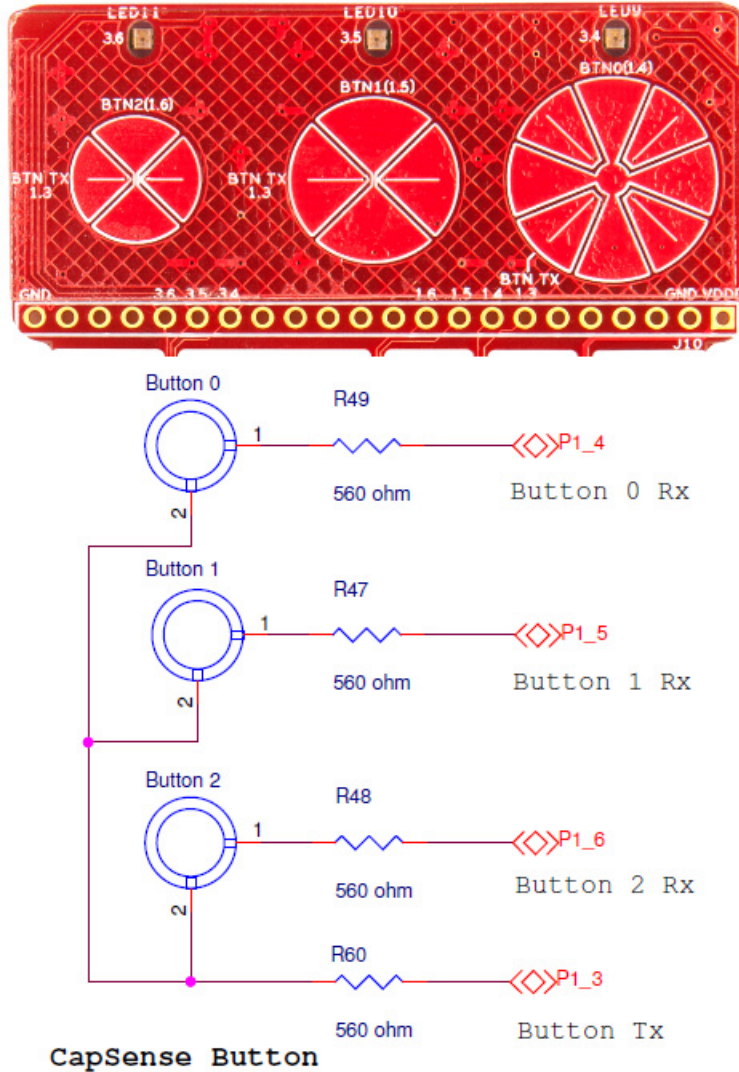 LED11 LED10 LED9
3.6 3.5 3.4
BTN2(1.6) BTN1(1.5) BTN0(1.4)
BTN TX
1.3
BTN TX
1.3
BTN TX
GND 3.6 3.5 3.4 1.6 1.5 1.4 1.3 GND VDDI
J10
Button 0
R49
1
P1_4
560 ohm
Button 0 Rx
2
Button 1
R47
1
P1_5
560 ohm
Button 1 Rx
2
Button 2
R48
1
P1_6
560 ohm
Button 2 Rx
2
R60
P1_3
560 ohm
Button Tx
CapSense Button